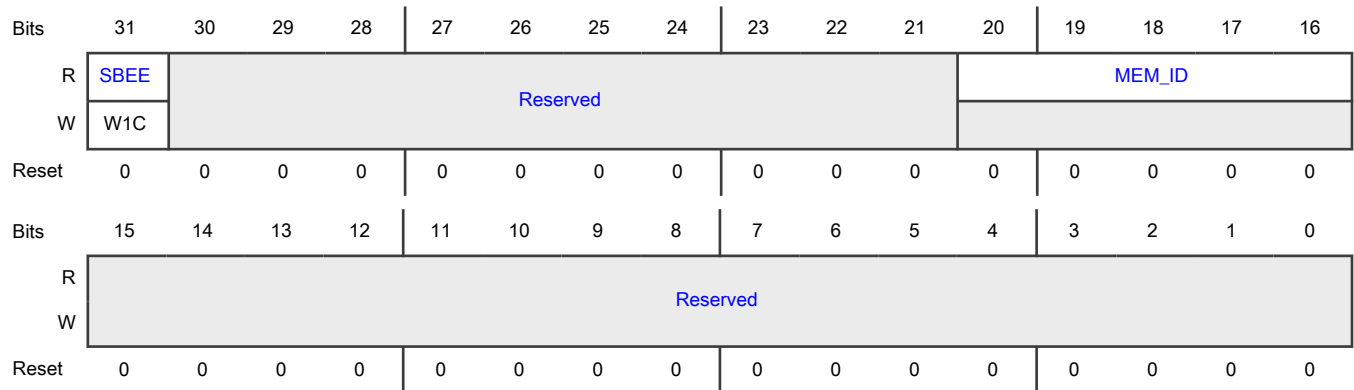 Bits 31 30 29 28 27 26 25 24 23 22 21 20 19 18 17 16
R SBEE MEM_ID
Reserved
W W1C
Reset 0 0 0 0 0 0 0 0 0 0 0 0 0 0 0 0
Bits 15 14 13 12 11 10 9 8 7 6 5 4 3 2 1 0
R
Reserved
W
Reset 0 0 0 0 0 0 0 0 0 0 0 0 0 0 0 0